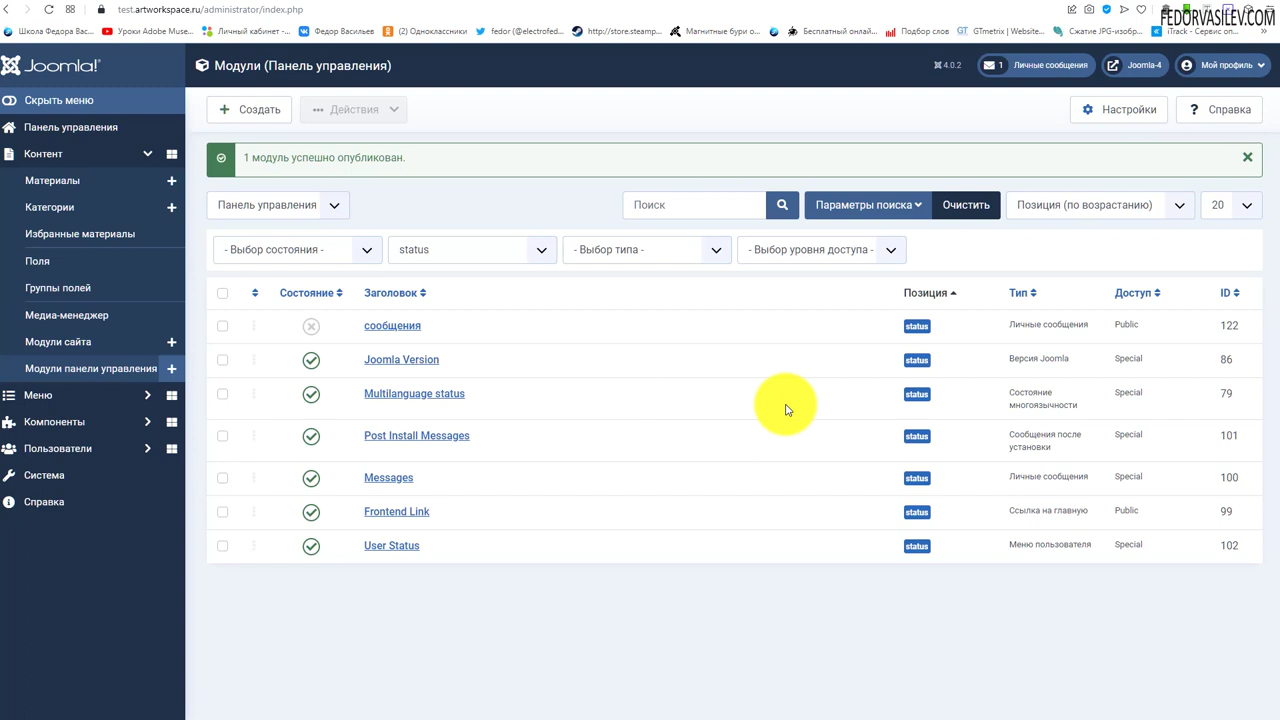 test.artworkspace.ru/administrator/index.php
FEDORVASILEV.COM
Школа Федора Вас...
Уроки Adobe Muse...
Личный кабинет -...
Федор Васильев
(2) Одноклассники
fedor (@electrofed...
http://store.steamp...
Магнитные бури о...
Бесплатный онлай...
Подбор слов
GTmetrix | Website...
Сжатие JPG-изобр...
iTrack - Сервис оп...
Joomla!®
Модули (Панель управления)
4.0.2
1 Личные сообщения
Joomla-4
Мой профиль
Скрыть меню
Панель управления
Контент
Материалы
Категории
Избранные материалы
Поля
Группы полей
Медиа-менеджер
Модули сайта
Модули панели управления
Меню
Компоненты
Пользователи
Система
Справка
Создать
Действия
Настройки
Справка
1 модуль успешно опубликован.
Панель управления
Поиск
Параметры поиска
Очистить
Позиция (по возрастанию)
20
- Выбор состояния -
status
- Выбор типа -
- Выбор уровня доступа -
Состояние Заголовок Позиция Тип Доступ ID
сообщения status Личные сообщения Public 122
Joomla Version status Версия Joomla Special 86
Multilanguage status status Состояние многоязычности Special 79
Post Install Messages status Сообщения после установки Special 101
Messages status Личные сообщения Special 100
Frontend Link status Ссылка на главную Public 99
User Status status Меню пользователя Special 102